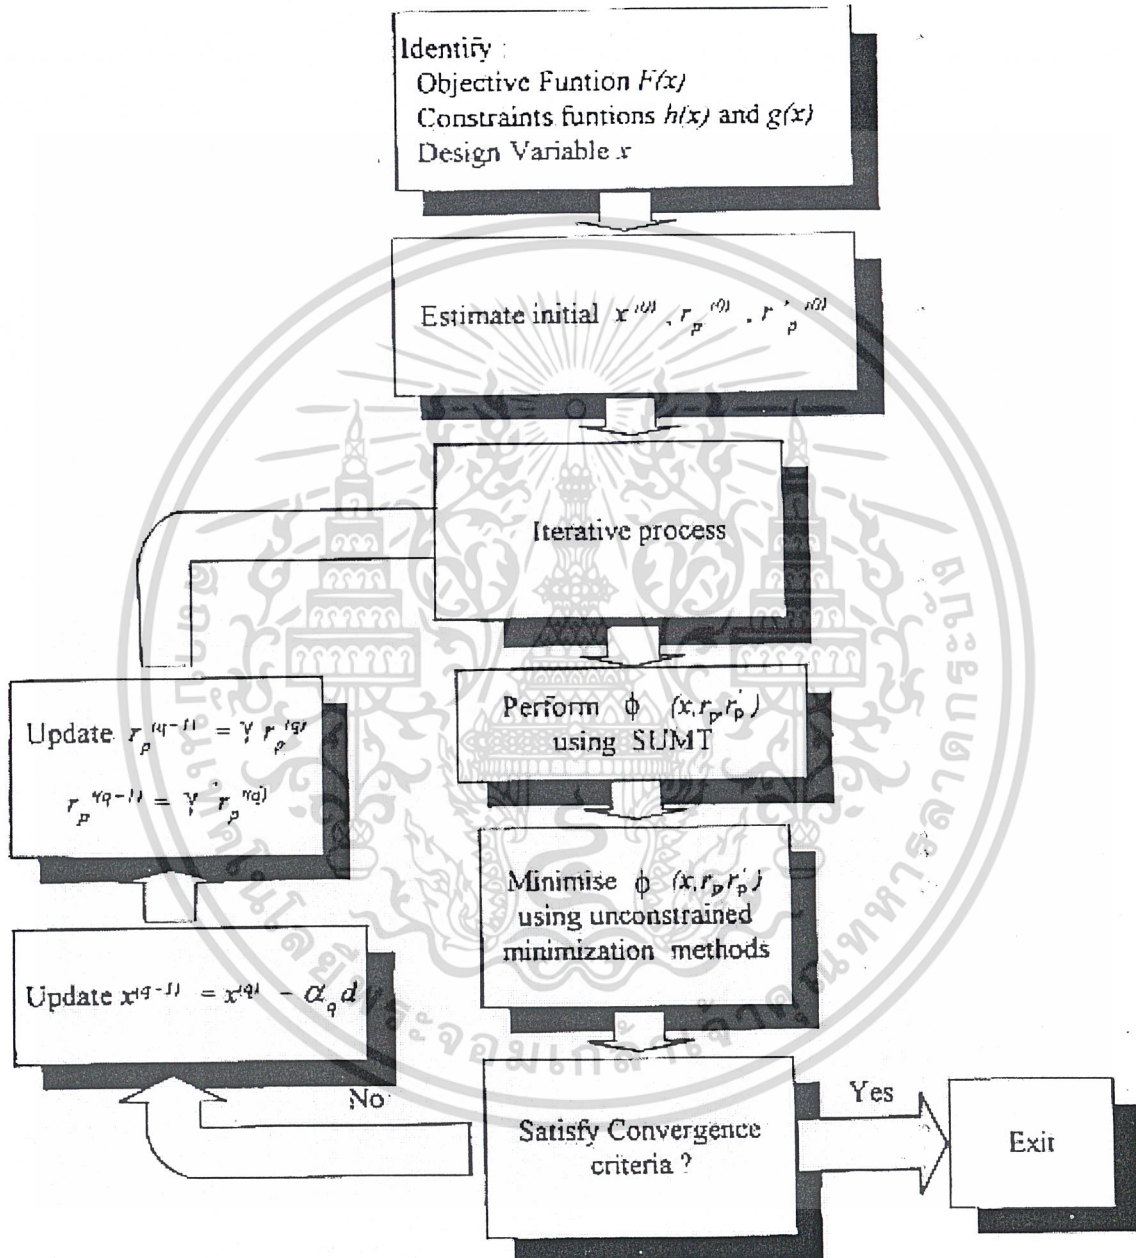 Identify :
Objective Funtion F(x)
Constraints funtions h(x) and g(x)
Design Variable x
Estimate initial x⁽⁰⁾ , r_p⁽⁰⁾ , r'_p⁽⁰⁾
Iterative process
Perform ϕ (x, r_p, r'_p)
using SUMT
Update r_p⁽q-1⁾ = γ r_p⁽q⁾
r_p'⁽q-1⁾ = γ' r_p'⁽q⁾
Minimise ϕ (x, r_p, r'_p)
using unconstrained
minimization methods
Update x⁽q-1⁾ = x⁽q⁾ - α_q d
No
Yes
Satisfy Convergence
criteria ?
Exit